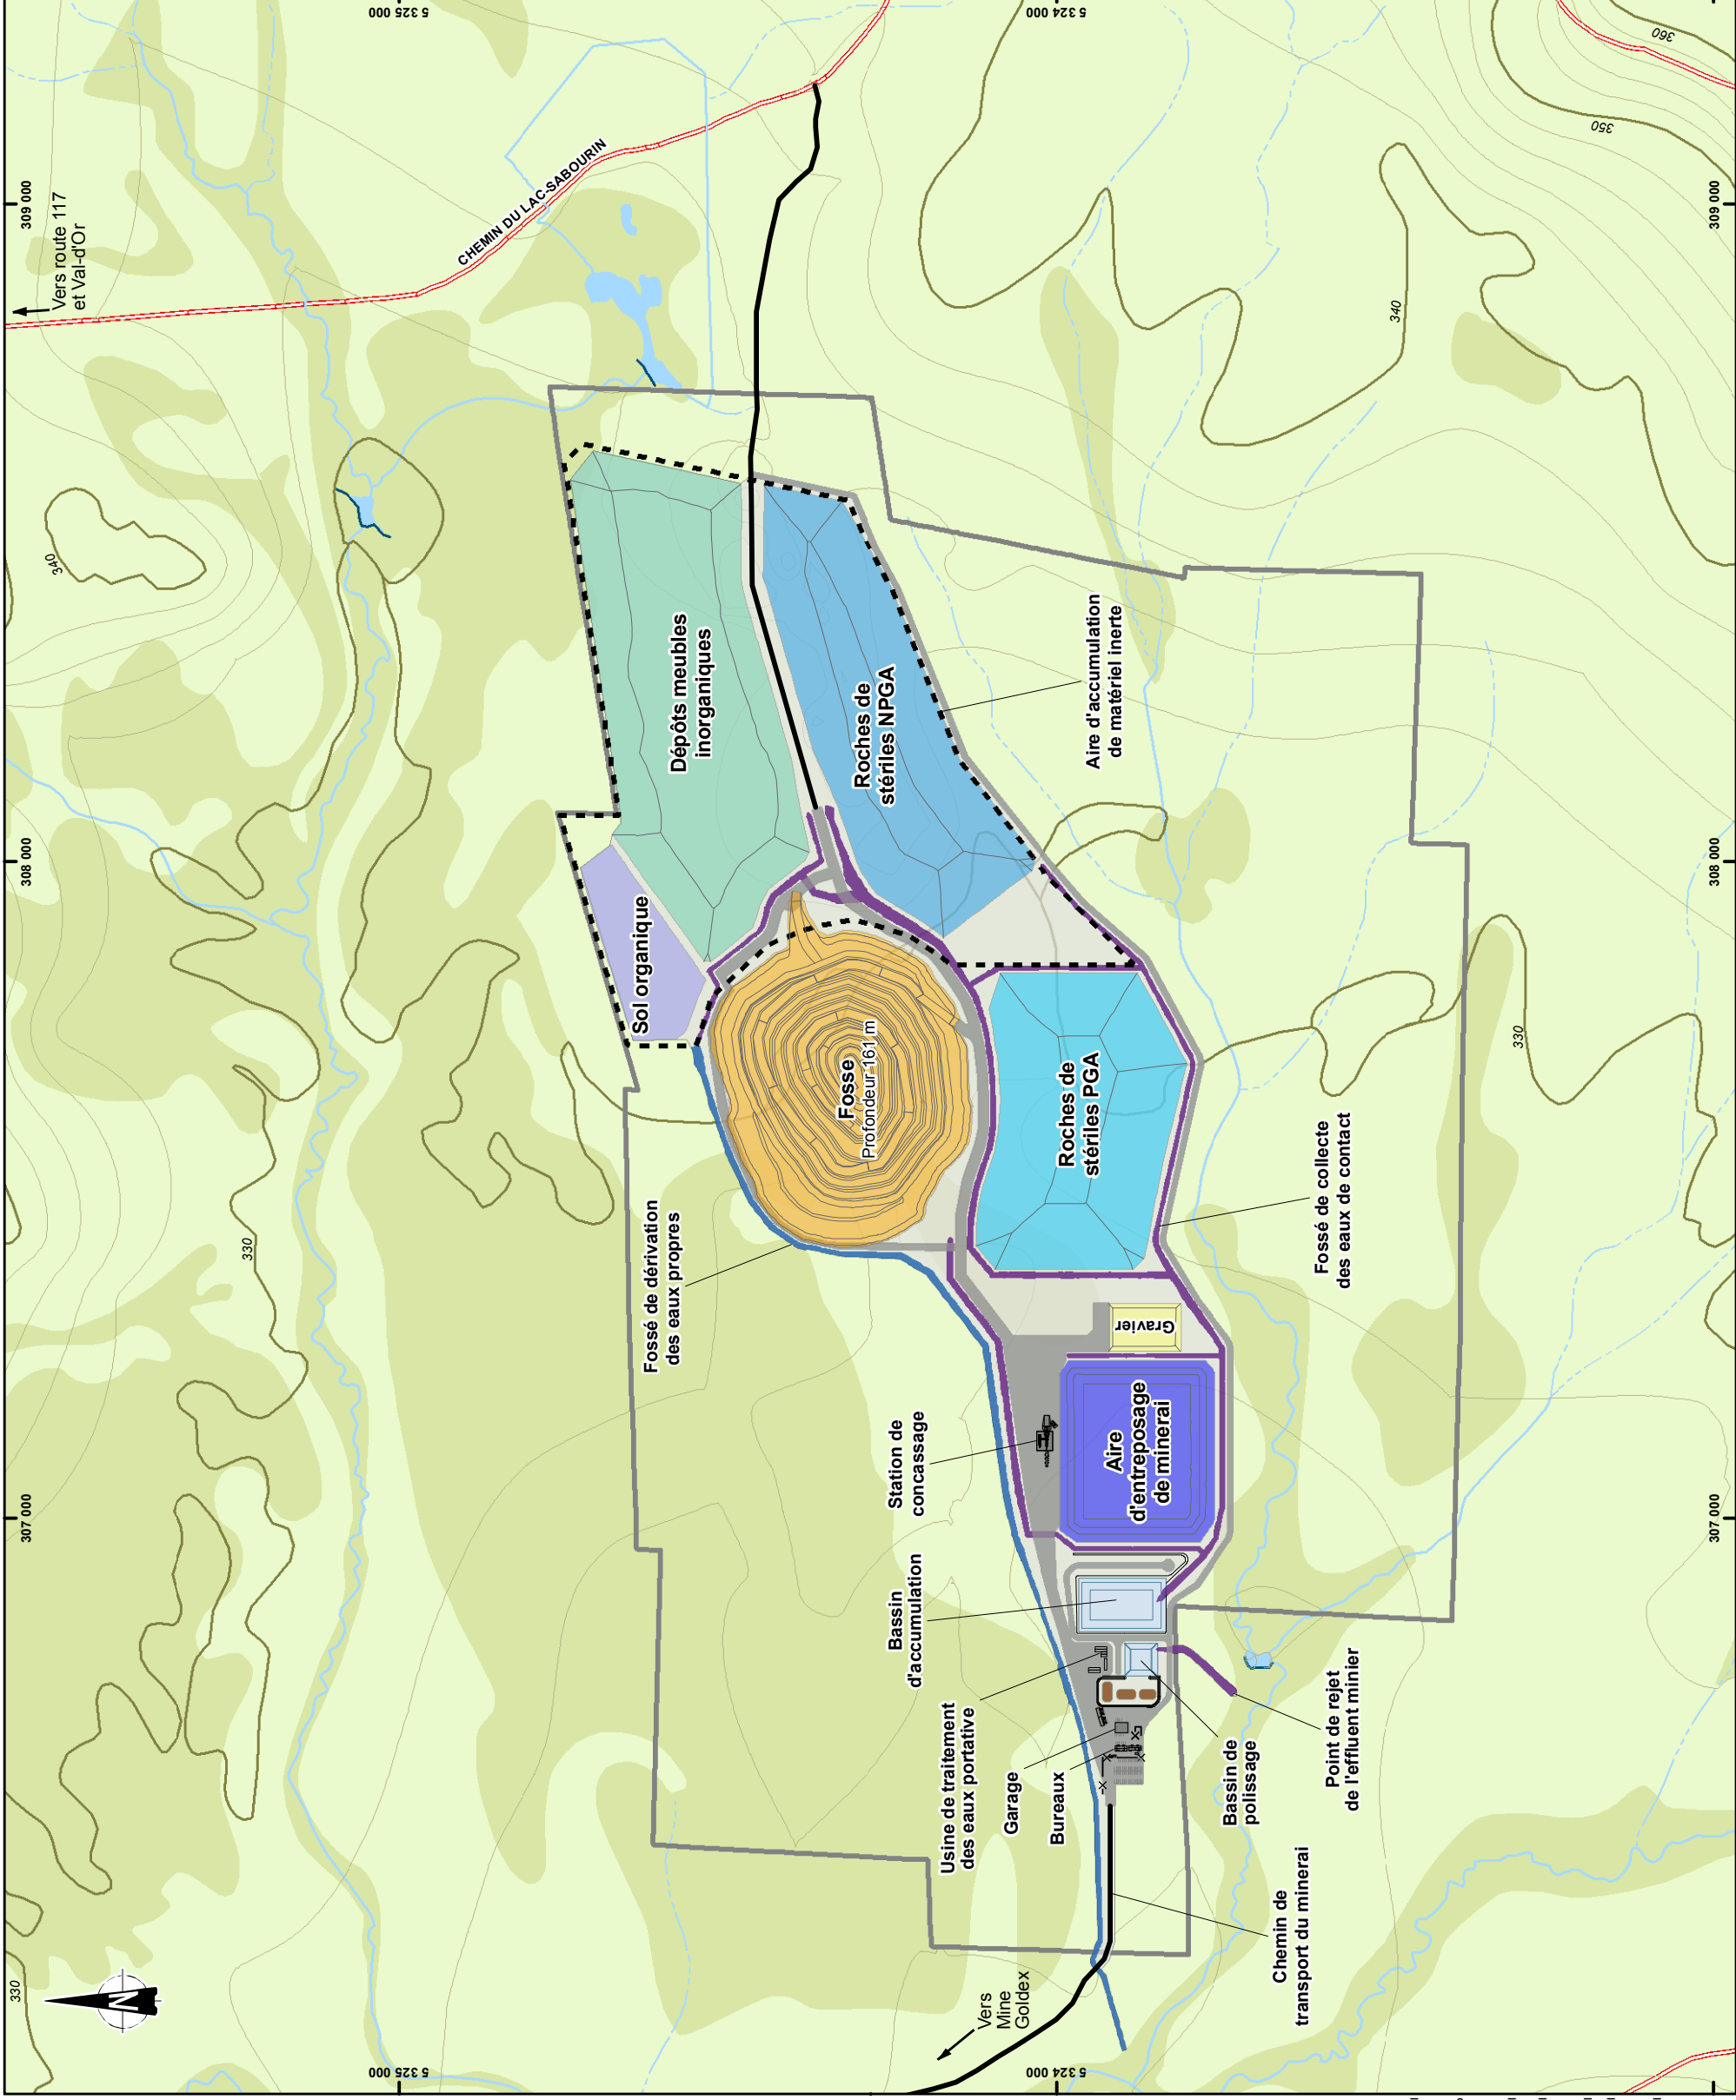 5 325 000
5 324 000
309 000
309 000
Vers route 117
et Val-d'Or
CHEMIN DU LAC-SABOURIN
360
350
340
340
Dépôts meubles
inorganiques
Roches de
stériles NPGA
Aire d'accumulation
de matériel inerte
308 000
308 000
Sol organique
Fosse
Profondeur 161 m
Roches de
stériles PGA
330
330
Fossé de dérivation
des eaux propres
Fossé de collecte
des eaux de contact
Gravier
Station de
concassage
Aire
d'entreposage
de minerai
307 000
307 000
Bassin
d'accumulation
Usine de traitement
des eaux portative
Garage
Bureaux
Bassin de
polissage
Point de rejet
de l'effluent minier
Chemin de
transport du minerai
Vers
Mine
Goldex
330
N
5 325 000
5 324 000